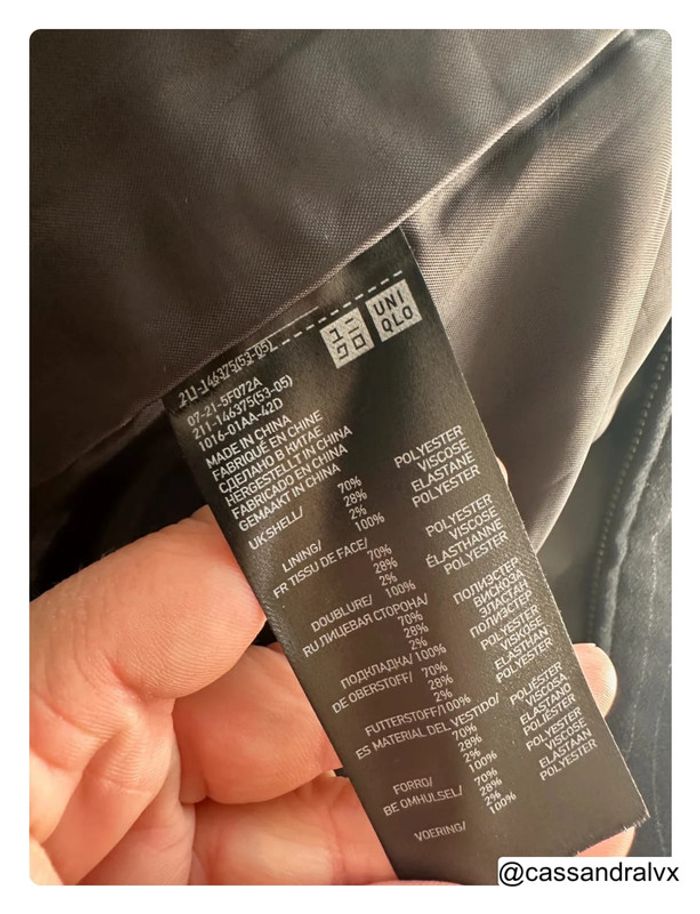 ユニ
クロ
UNI
QLO
211-146375(53-05)
07-21-5F072A
211-146375(53-05)
1016-01AA-42D
MADE IN CHINA
FABRIQUÉ EN CHINE
СДЕЛАНО В КИТАЕ
HERGESTELLT IN CHINA
FABRICADO EN CHINA
GEMAAKT IN CHINA
UK SHELL/ 70% POLYESTER
28% VISCOSE
2% ELASTANE
LINING/ 100% POLYESTER
FR TISSU DE FACE/ 70% POLYESTER
28% VISCOSE
2% ÉLASTHANNE
DOUBLURE/ 100% POLYESTER
RU ЛИЦЕВАЯ СТОРОНА/ 70% ПОЛИЭСТЕР
28% ВИСКОЗА
2% ЭЛАСТАН
ПОДКЛАДКА/ 100% ПОЛИЭСТЕР
DE OBERSTOFF/ 70% POLYESTER
28% VISKOSE
2% ELASTHAN
FUTTERSTOFF/100% POLYESTER
ES MATERIAL DEL VESTIDO/ 70% POLIÉSTER
28% VISCOSA
2% ELASTANO
FORRO/ 100% POLIÉSTER
BE OMHULSEL/ 70% POLYESTER
28% VISCOSE
2% ELASTAAN
VOERING/ 100% POLYESTER
@cassandralvx